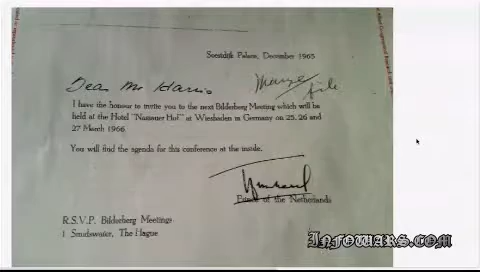 Soestdijk Palace, December 1965
Dear Mr Harris
file
I have the honour to invite you to the next Bilderberg Meeting which will be
held at the Hotel "Nassauer Hof" at Wiesbaden in Germany on 25, 26 and
27 March 1966.
You will find the agenda for this conference at the inside.
Prince of the Netherlands
R.S.V.P. Bilderberg Meetings
1 Smidswater, The Hague
INFOWARS.COM